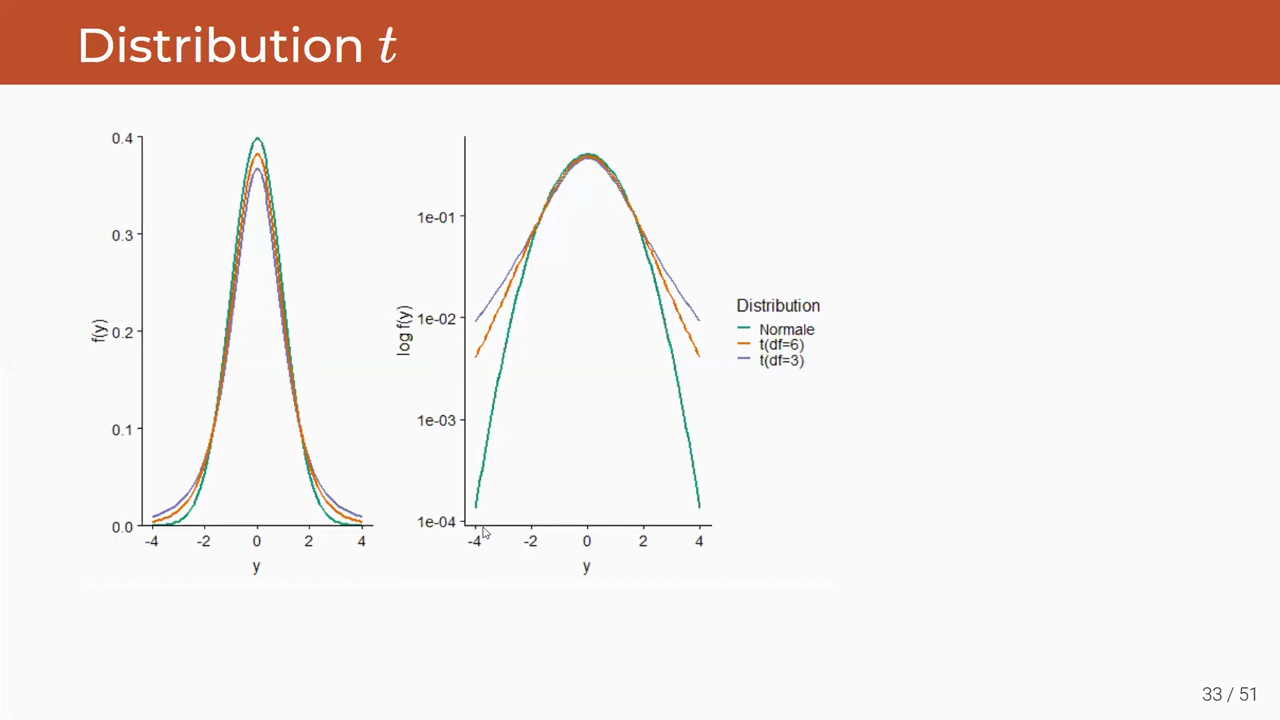 Distribution t
0.4
0.3
0.2
0.1
0.0
f(y)
-4 -2 0 2 4
y
1e-01
1e-02
1e-03
1e-04
log f(y)
-4 -2 0 2 4
y
Distribution
Normale
t(df=6)
t(df=3)
33 / 51